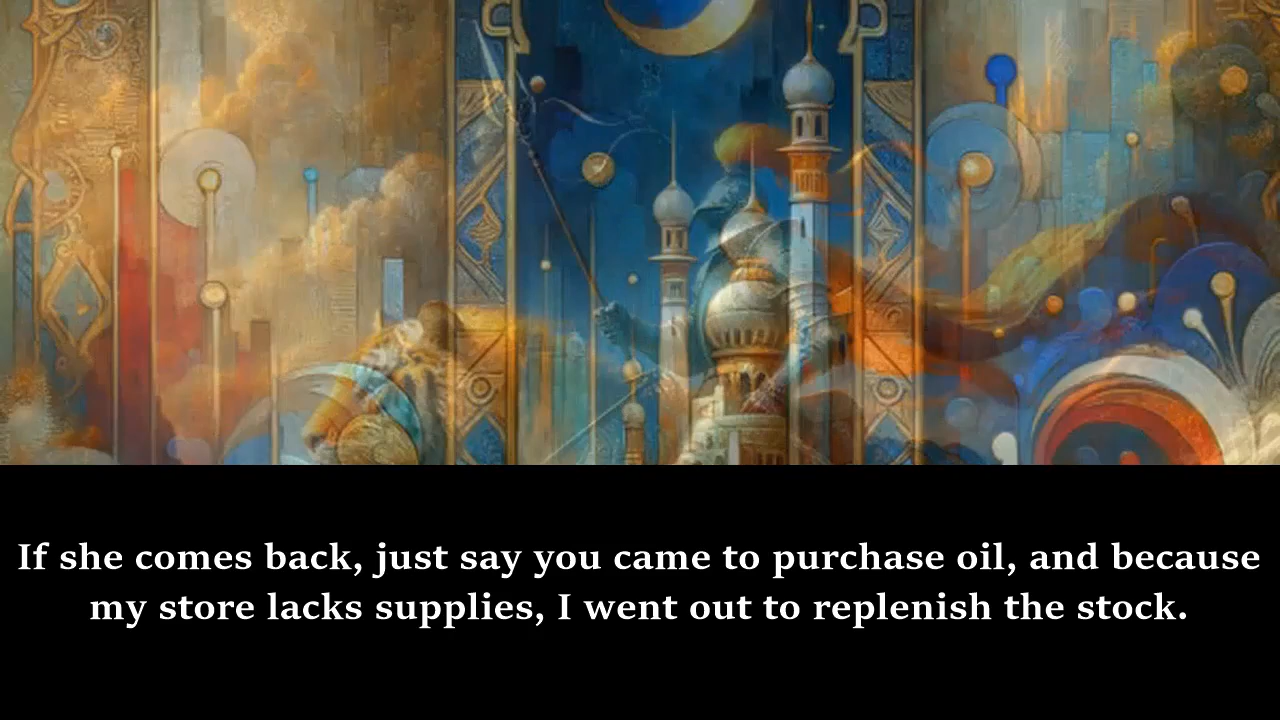 If she comes back, just say you came to purchase oil, and because
my store lacks supplies, I went out to replenish the stock.